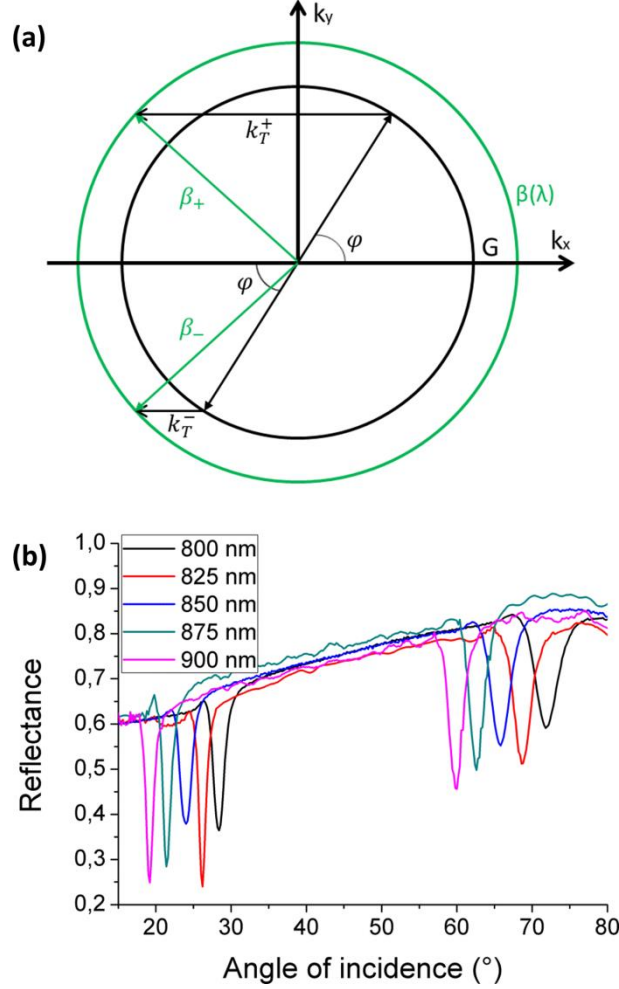 (a)
k_y
k_T^+
β_+
φ
β(λ)
G
k_x
φ
β_-
k_T^-
(b)
1,0
0,9
0,8
0,7
0,6
0,5
0,4
0,3
0,2
Reflectance
800 nm
825 nm
850 nm
875 nm
900 nm
20 30 40 50 60 70 80
Angle of incidence (°)